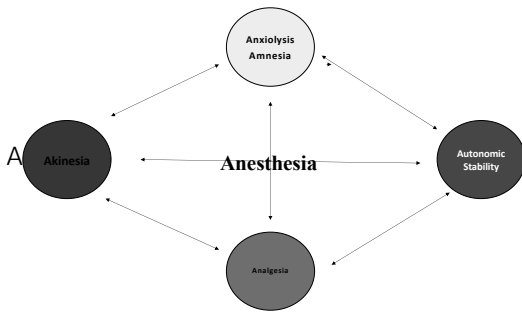 Anxiolysis
Amnesia
A
Akinesia
Anesthesia
Autonomic
Stability
Analgesia